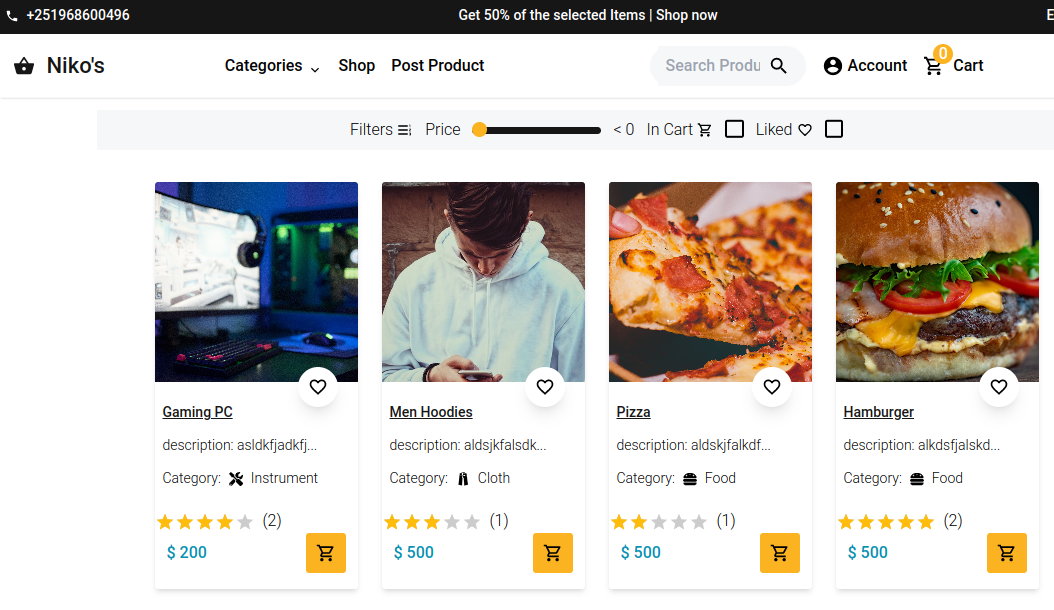 +251968600496
Get 50% of the selected Items | Shop now
E
Niko's
Categories
Shop
Post Product
Search Produ
Account
0
Cart
Filters
Price
< 0
In Cart
Liked
Gaming PC
description: asldkfjadkfj...
Category: Instrument
(2)
$ 200
Men Hoodies
description: aldsjkfalsdk...
Category: Cloth
(1)
$ 500
Pizza
description: aldskjfalkdf...
Category: Food
(1)
$ 500
Hamburger
description: alkdsfjalskd...
Category: Food
(2)
$ 500